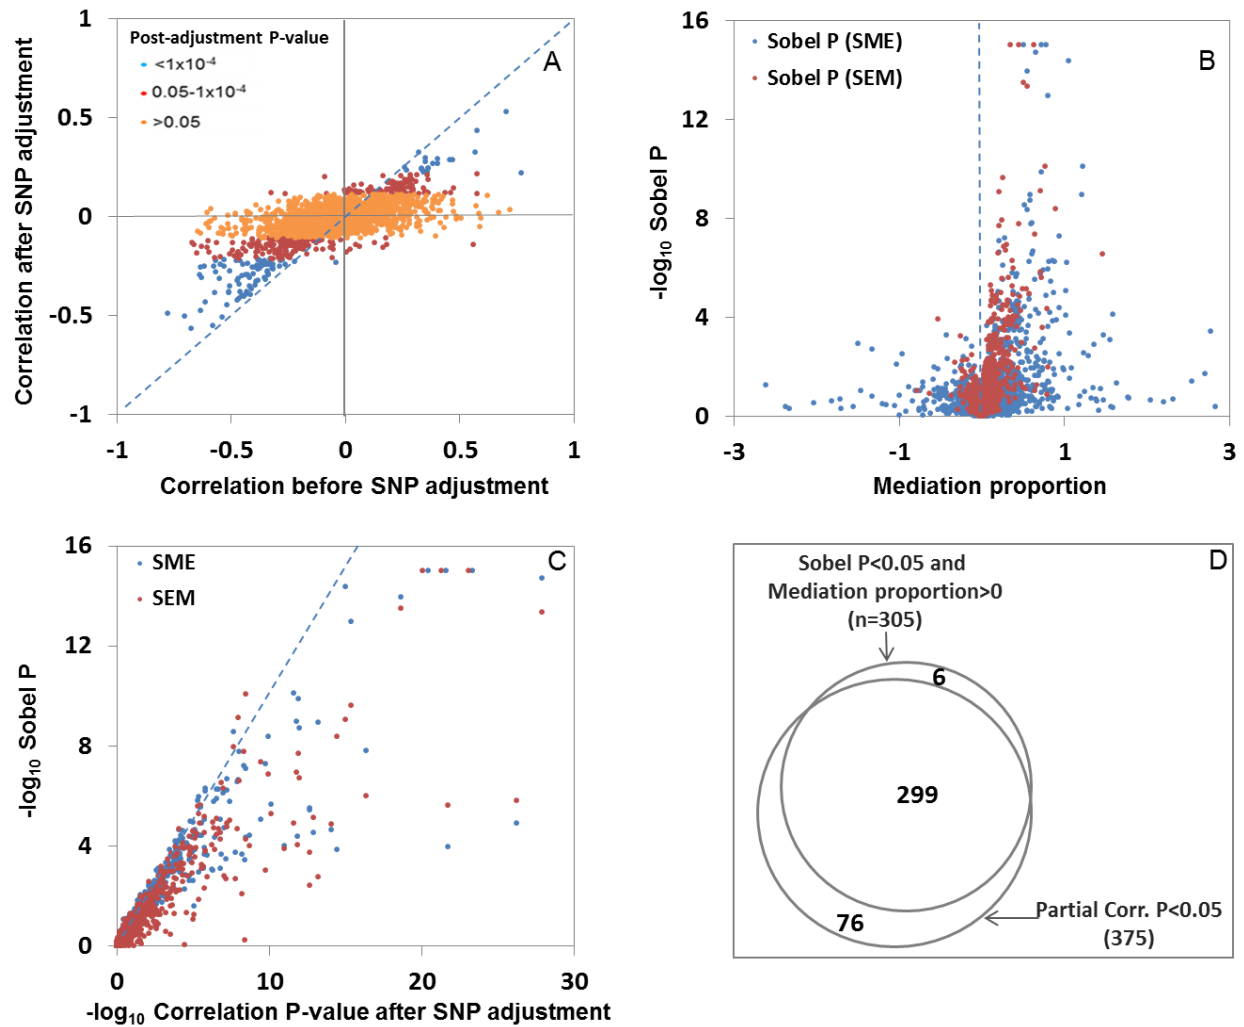 A
Post-adjustment P-value
<1x10⁻⁴
0.05-1x10⁻⁴
>0.05
Correlation after SNP adjustment
1
0.5
0
-0.5
-1
-1 -0.5 0 0.5 1
Correlation before SNP adjustment
B
Sobel P (SME)
Sobel P (SEM)
-log₁₀ Sobel P
16
12
8
4
0
-3 -1 1 3
Mediation proportion
C
SME
SEM
-log₁₀ Sobel P
16
12
8
4
0
0 10 20 30
-log₁₀ Correlation P-value after SNP adjustment
D
Sobel P<0.05 and
Mediation proportion>0
(n=305)
6
299
76
Partial Corr. P<0.05
(375)